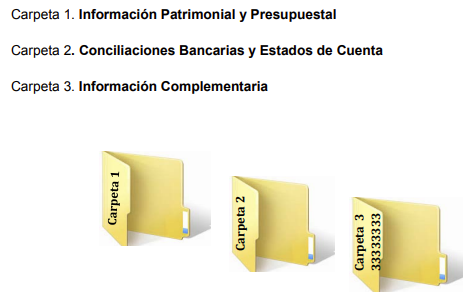 Carpeta 1. Información Patrimonial y Presupuestal
Carpeta 2. Conciliaciones Bancarias y Estados de Cuenta
Carpeta 3. Información Complementaria
Carpeta 1
Carpeta 2
Carpeta 3
33333333